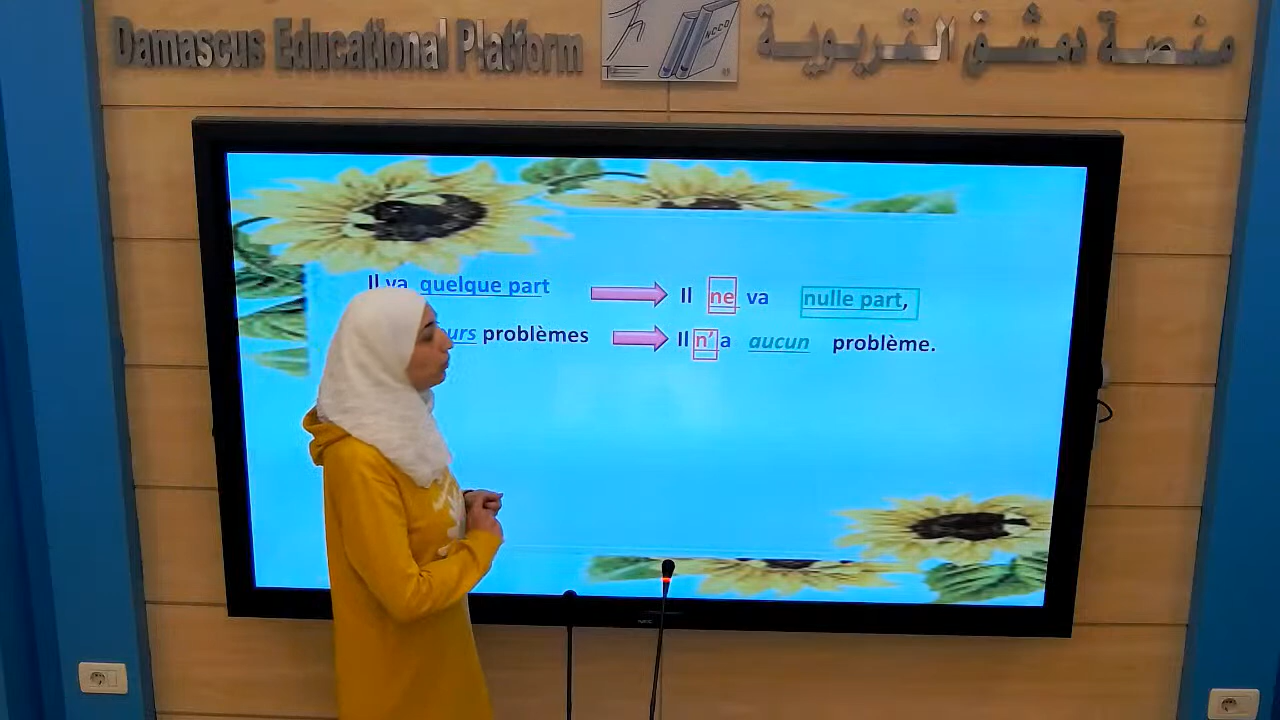 Damascus Educational Platform
منصة دمشق التربوية
NCCD
Il va quelque part Il ne va nulle part,
problèmes Il n' a aucun problème.